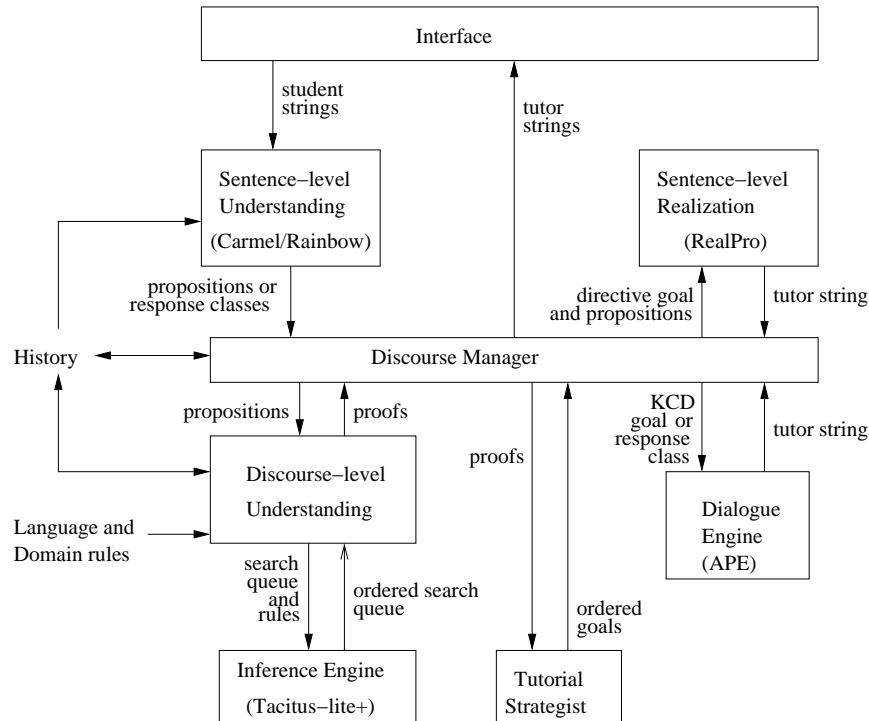 Interface
student
strings
tutor
strings
Sentence−level
Understanding
(Carmel/Rainbow)
Sentence−level
Realization
(RealPro)
propositions or
response classes
directive goal
and propositions
tutor string
History
Discourse Manager
propositions
proofs
KCD
goal or
response
class
tutor string
proofs
Discourse−level
Understanding
Dialogue
Engine
(APE)
Language and
Domain rules
search
queue
and
rules
ordered search
queue
ordered
goals
Inference Engine
(Tacitus−lite+)
Tutorial
Strategist